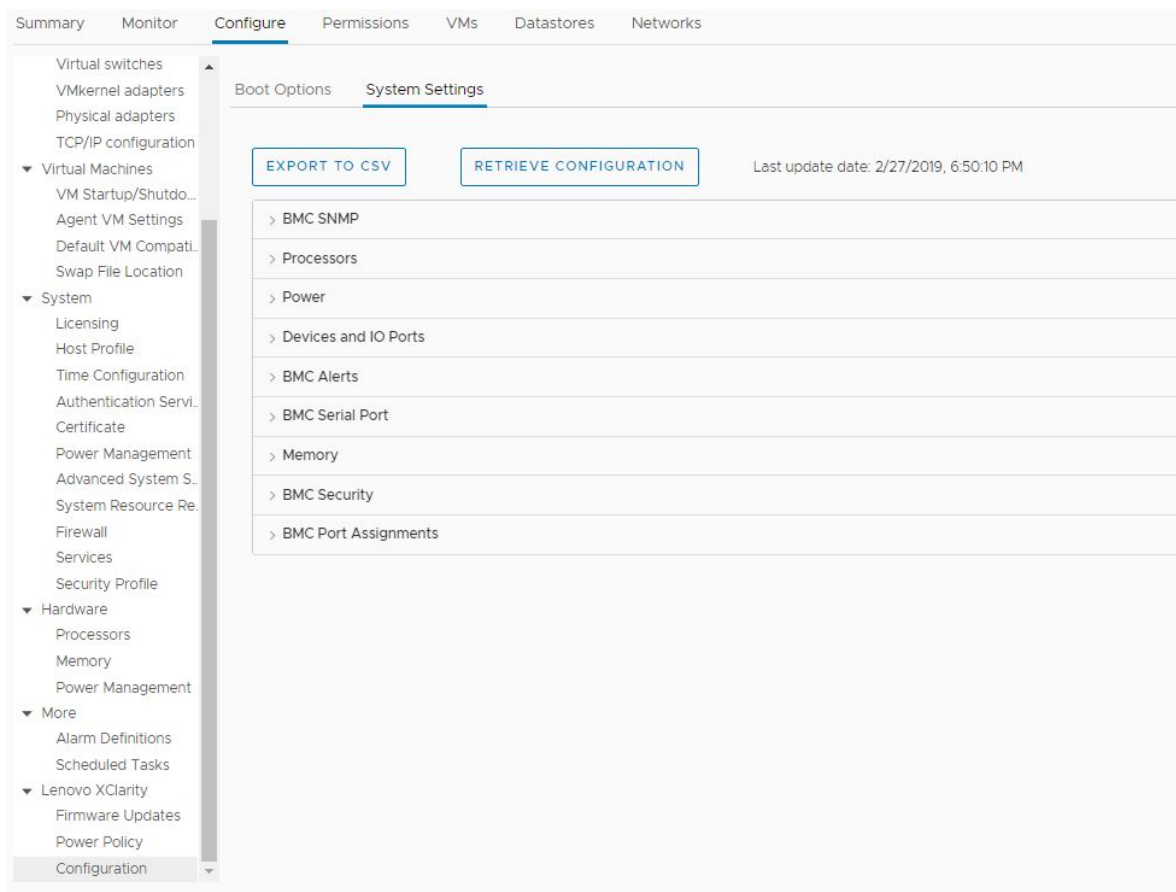 Summary Monitor Configure Permissions VMs Datastores Networks
Virtual switches
VMkernel adapters
Physical adapters
TCP/IP configuration
Virtual Machines
VM Startup/Shutdo...
Agent VM Settings
Default VM Compati...
Swap File Location
System
Licensing
Host Profile
Time Configuration
Authentication Servi...
Certificate
Power Management
Advanced System S...
System Resource Re...
Firewall
Services
Security Profile
Hardware
Processors
Memory
Power Management
More
Alarm Definitions
Scheduled Tasks
Lenovo XClarity
Firmware Updates
Power Policy
Configuration
Boot Options System Settings
EXPORT TO CSV RETRIEVE CONFIGURATION Last update date: 2/27/2019, 6:50:10 PM
BMC SNMP
Processors
Power
Devices and IO Ports
BMC Alerts
BMC Serial Port
Memory
BMC Security
BMC Port Assignments